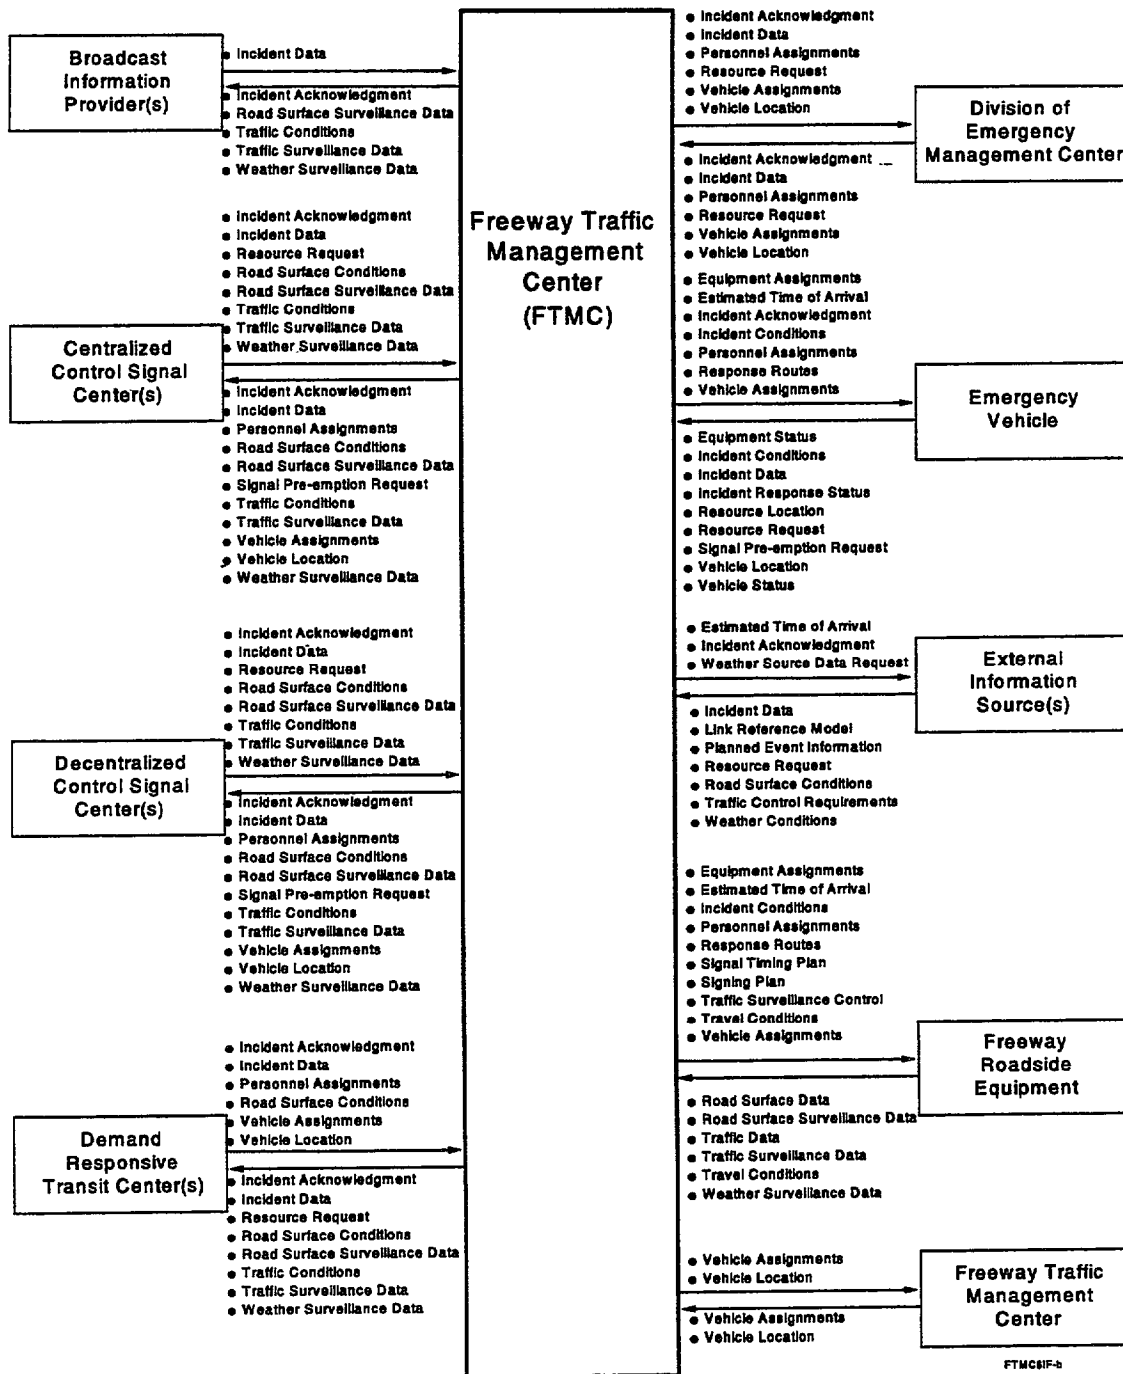 Broadcast
Information
Provider(s)
• Incident Data
• Incident Acknowledgment
• Road Surface Surveillance Data
• Traffic Conditions
• Traffic Surveillance Data
• Weather Surveillance Data
• Incident Acknowledgment
• Incident Data
• Resource Request
• Road Surface Conditions
• Road Surface Surveillance Data
• Traffic Conditions
• Traffic Surveillance Data
• Weather Surveillance Data
Centralized
Control Signal
Center(s)
• Incident Acknowledgment
• Incident Data
• Personnel Assignments
• Road Surface Conditions
• Road Surface Surveillance Data
• Signal Pre-emption Request
• Traffic Conditions
• Traffic Surveillance Data
• Vehicle Assignments
• Vehicle Location
• Weather Surveillance Data
• Incident Acknowledgment
• Incident Data
• Resource Request
• Road Surface Conditions
• Road Surface Surveillance Data
• Traffic Conditions
• Traffic Surveillance Data
• Weather Surveillance Data
Decentralized
Control Signal
Center(s)
• Incident Acknowledgment
• Incident Data
• Personnel Assignments
• Road Surface Conditions
• Road Surface Surveillance Data
• Signal Pre-emption Request
• Traffic Conditions
• Traffic Surveillance Data
• Vehicle Assignments
• Vehicle Location
• Weather Surveillance Data
• Incident Acknowledgment
• Incident Data
• Personnel Assignments
• Road Surface Conditions
• Vehicle Assignments
• Vehicle Location
Demand
Responsive
Transit Center(s)
• Incident Acknowledgment
• Incident Data
• Resource Request
• Road Surface Conditions
• Road Surface Surveillance Data
• Traffic Conditions
• Traffic Surveillance Data
• Weather Surveillance Data
Freeway Traffic
Management
Center
(FTMC)
• Incident Acknowledgment
• Incident Data
• Personnel Assignments
• Resource Request
• Vehicle Assignments
• Vehicle Location
Division of
Emergency
Management Center
• Incident Acknowledgment
• Incident Data
• Personnel Assignments
• Resource Request
• Vehicle Assignments
• Vehicle Location
• Equipment Assignments
• Estimated Time of Arrival
• Incident Acknowledgment
• Incident Conditions
• Personnel Assignments
• Response Routes
• Vehicle Assignments
Emergency
Vehicle
• Equipment Status
• Incident Conditions
• Incident Data
• Incident Response Status
• Resource Location
• Resource Request
• Signal Pre-emption Request
• Vehicle Location
• Vehicle Status
• Estimated Time of Arrival
• Incident Acknowledgment
• Weather Source Data Request
External
Information
Source(s)
• Incident Data
• Link Reference Model
• Planned Event Information
• Resource Request
• Road Surface Conditions
• Traffic Control Requirements
• Weather Conditions
• Equipment Assignments
• Estimated Time of Arrival
• Incident Conditions
• Personnel Assignments
• Response Routes
• Signal Timing Plan
• Signing Plan
• Traffic Surveillance Control
• Travel Conditions
• Vehicle Assignments
Freeway
Roadside
Equipment
• Road Surface Data
• Road Surface Surveillance Data
• Traffic Data
• Traffic Surveillance Data
• Travel Conditions
• Weather Surveillance Data
• Vehicle Assignments
• Vehicle Location
Freeway Traffic
Management
Center
• Vehicle Assignments
• Vehicle Location
FTMC$IF-b